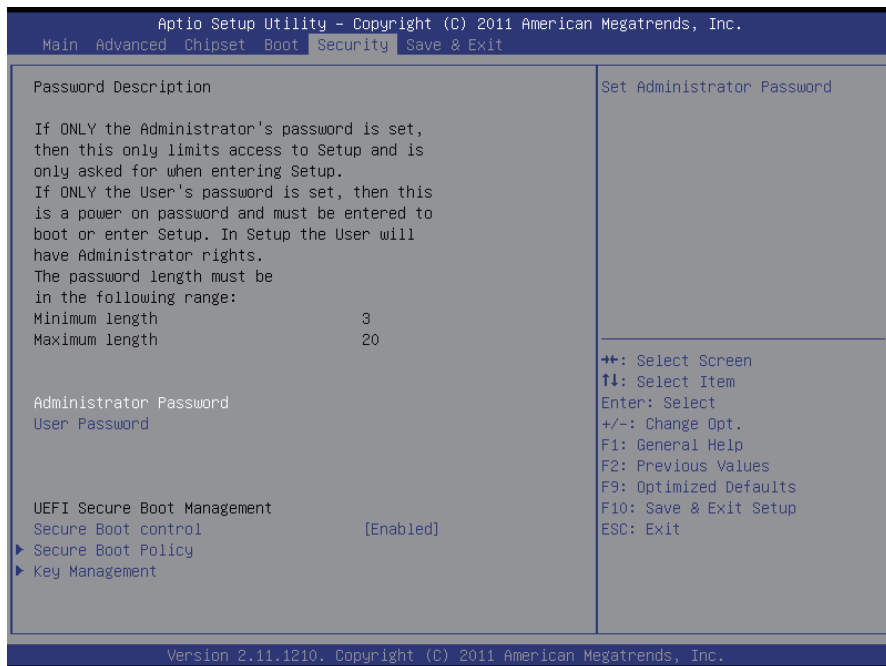 Aptio Setup Utility – Copyright (C) 2011 American Megatrends, Inc.
Main Advanced Chipset Boot Security Save & Exit
Password Description
If ONLY the Administrator's password is set,
then this only limits access to Setup and is
only asked for when entering Setup.
If ONLY the User's password is set, then this
is a power on password and must be entered to
boot or enter Setup. In Setup the User will
have Administrator rights.
The password length must be
in the following range:
Minimum length 3
Maximum length 20
Administrator Password
User Password
UEFI Secure Boot Management
Secure Boot control [Enabled]
Secure Boot Policy
Key Management
Set Administrator Password
→←: Select Screen
↑↓: Select Item
Enter: Select
+/-: Change Opt.
F1: General Help
F2: Previous Values
F9: Optimized Defaults
F10: Save & Exit Setup
ESC: Exit
Version 2.11.1210. Copyright (C) 2011 American Megatrends, Inc.